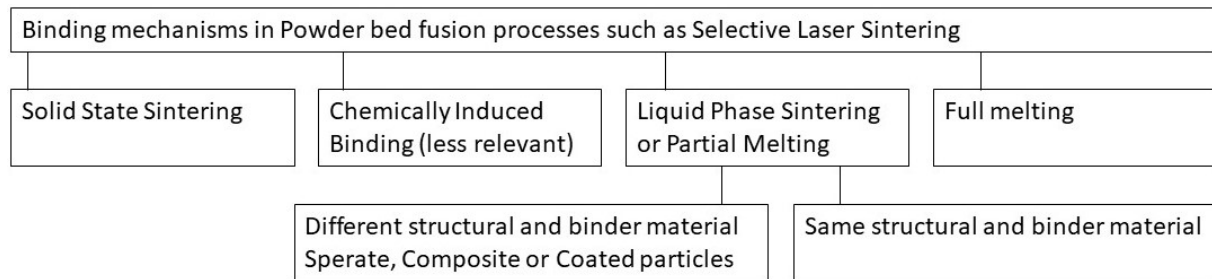 Binding mechanisms in Powder bed fusion processes such as Selective Laser Sintering
Solid State Sintering
Chemically Induced
Binding (less relevant)
Liquid Phase Sintering
or Partial Melting
Full melting
Different structural and binder material
Sperate, Composite or Coated particles
Same structural and binder material